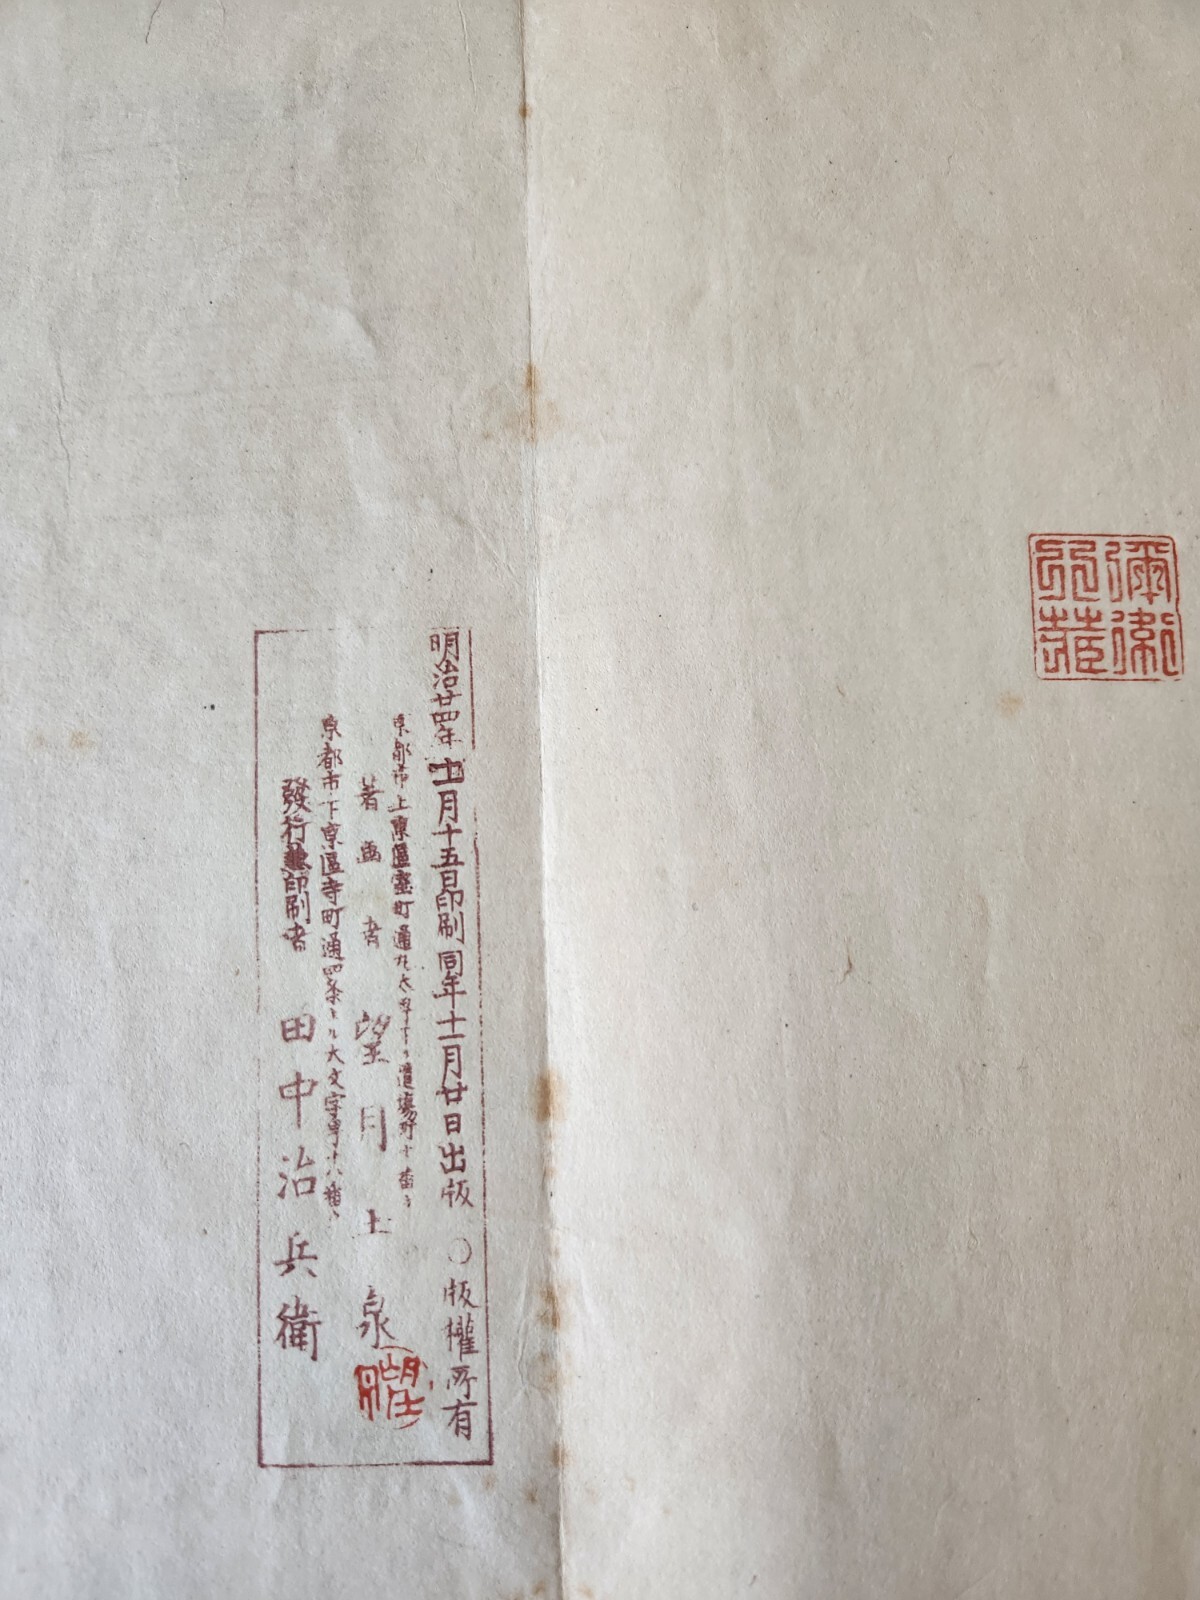 明治廿四年十一月十五日印刷 同年十一月廿日出版 〇版權所有
京都市上京區室町通丸太町下ル道場町十番戸
著畫者 望月玉泉
京都市下京區寺町通四条上ル大文字町十八番戸
發行兼印刷者 田中治兵衛